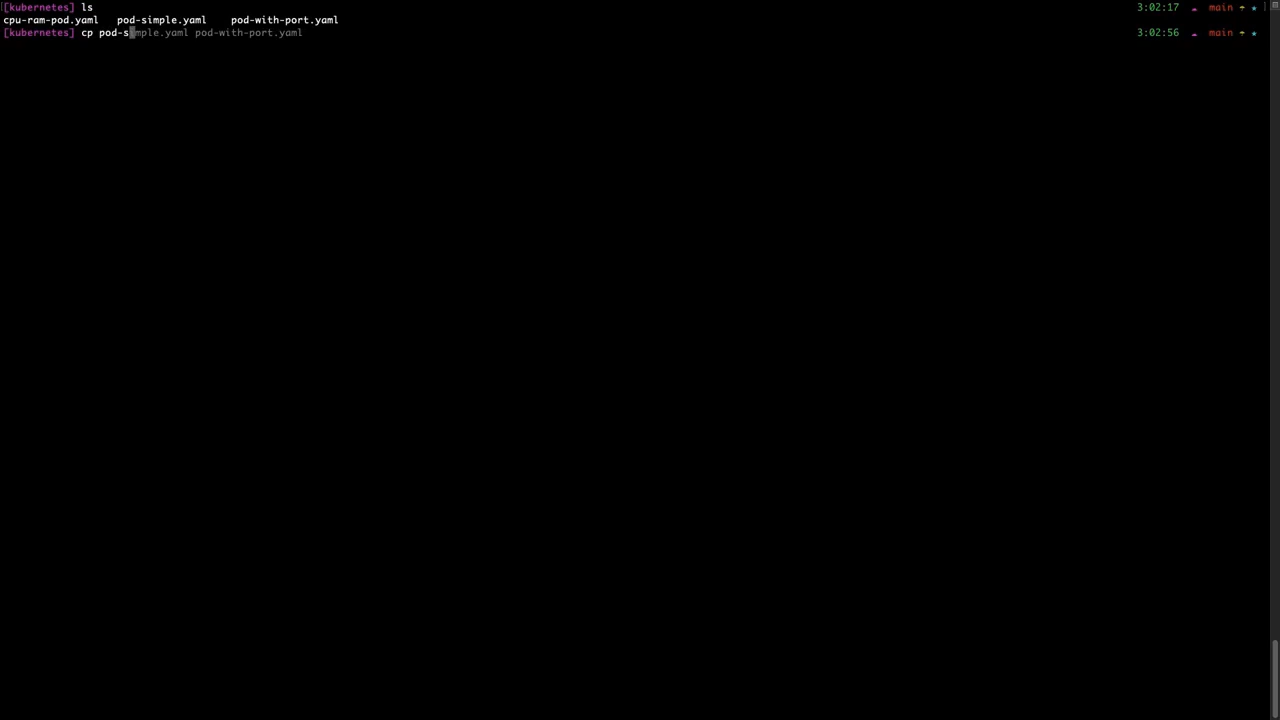 [kubernetes] ls 3:02:17 main
cpu-ram-pod.yaml pod-simple.yaml pod-with-port.yaml
[kubernetes] cp pod-simple.yaml pod-with-port.yaml 3:02:56 main